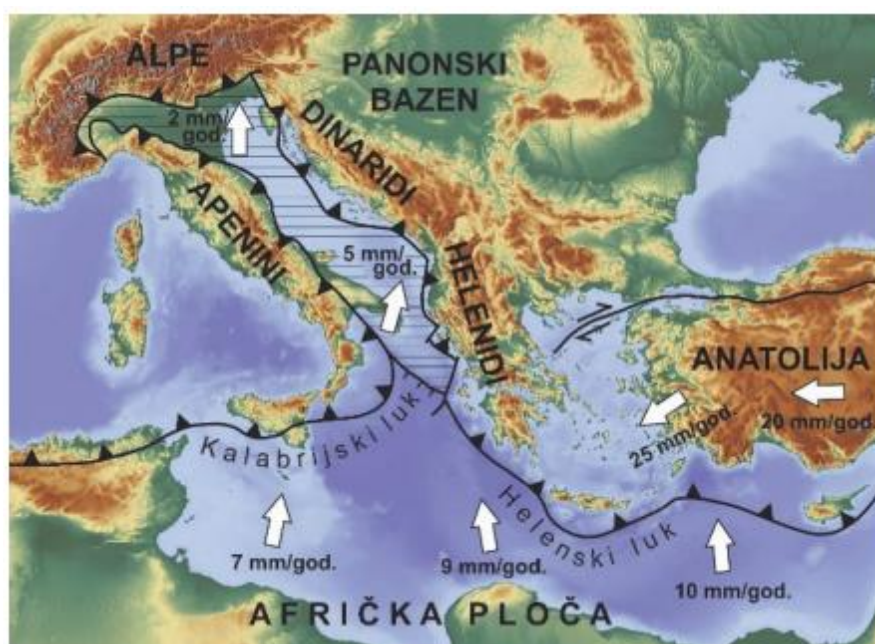 ALPE
PANONSKI
BAZEN
2 mm/
god.
DINARIDI
APENINI
5 mm/
god.
HELENIDI
ANATOLIJA
20 mm/god.
25 mm/god.
Kalabrijski luk
Helenski luk
7 mm/god.
9 mm/god.
10 mm/god.
AFRIČKA PLOČA